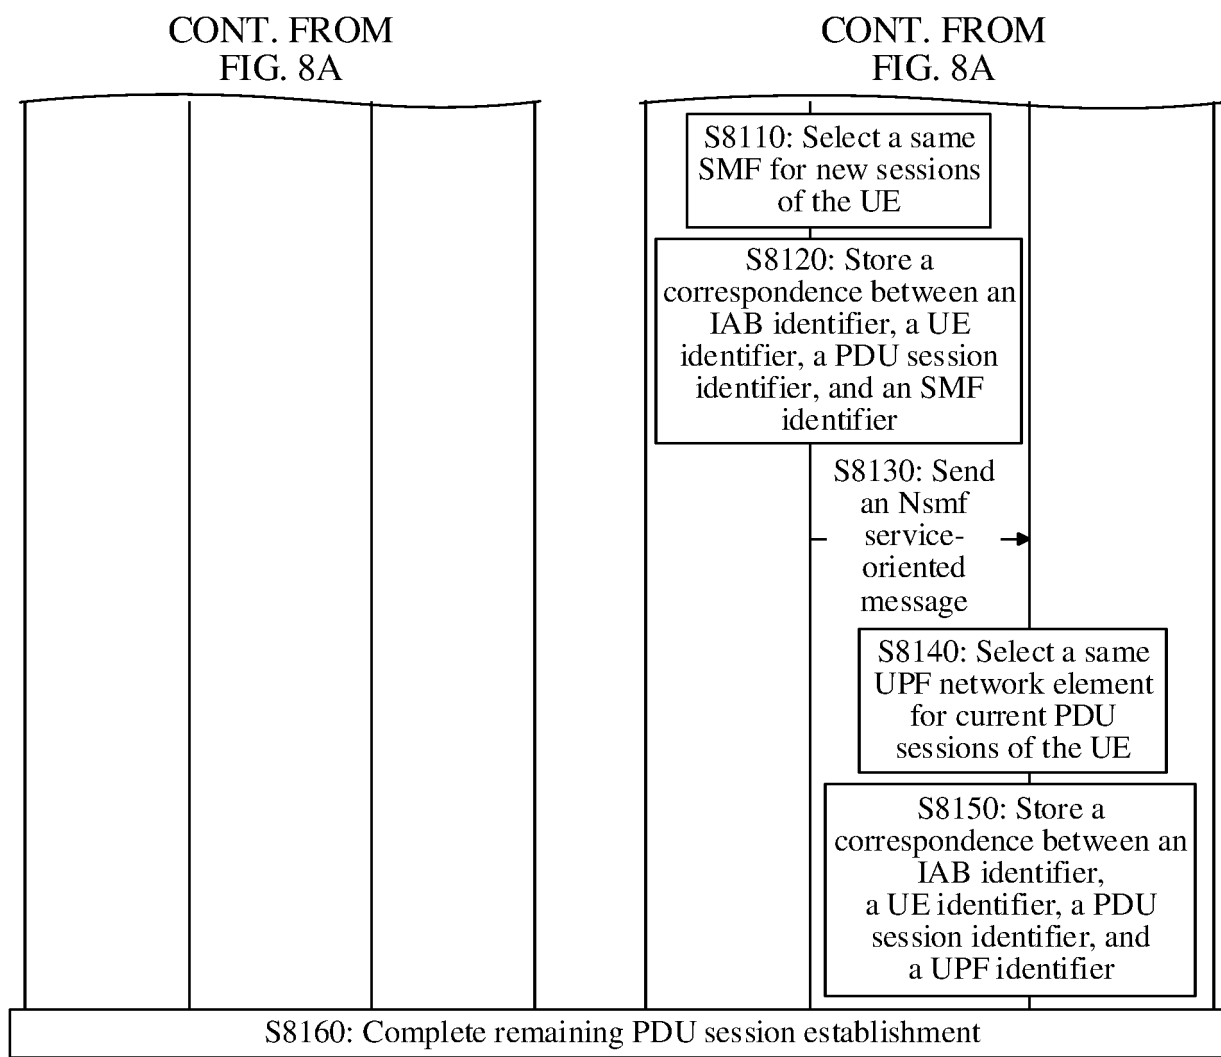 CONT. FROM
FIG. 8A
CONT. FROM
FIG. 8A
S8110: Select a same
SMF for new sessions
of the UE
S8120: Store a
correspondence between an
IAB identifier, a UE
identifier, a PDU session
identifier, and an SMF
identifier
S8130: Send
an Nsmf
service-
oriented
message
S8140: Select a same
UPF network element
for current PDU
sessions of the UE
S8150: Store a
correspondence between an
IAB identifier,
a UE identifier, a PDU
session identifier, and
a UPF identifier
S8160: Complete remaining PDU session establishment